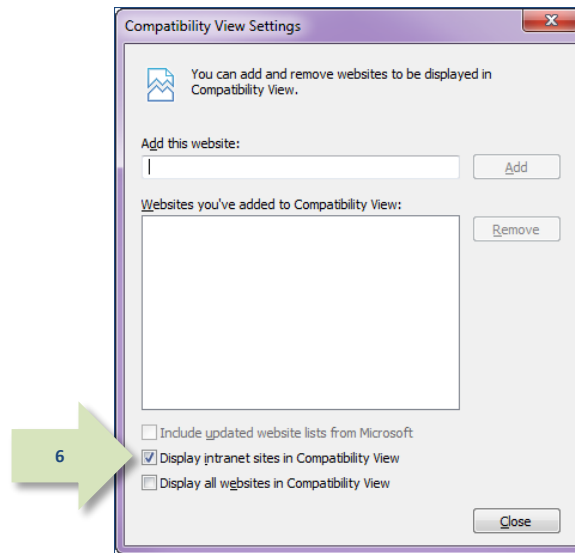 Compatibility View Settings
You can add and remove websites to be displayed in
Compatibility View.
Add this website:
Add
Websites you've added to Compatibility View:
Remove
Include updated website lists from Microsoft
6
Display intranet sites in Compatibility View
Display all websites in Compatibility View
Close